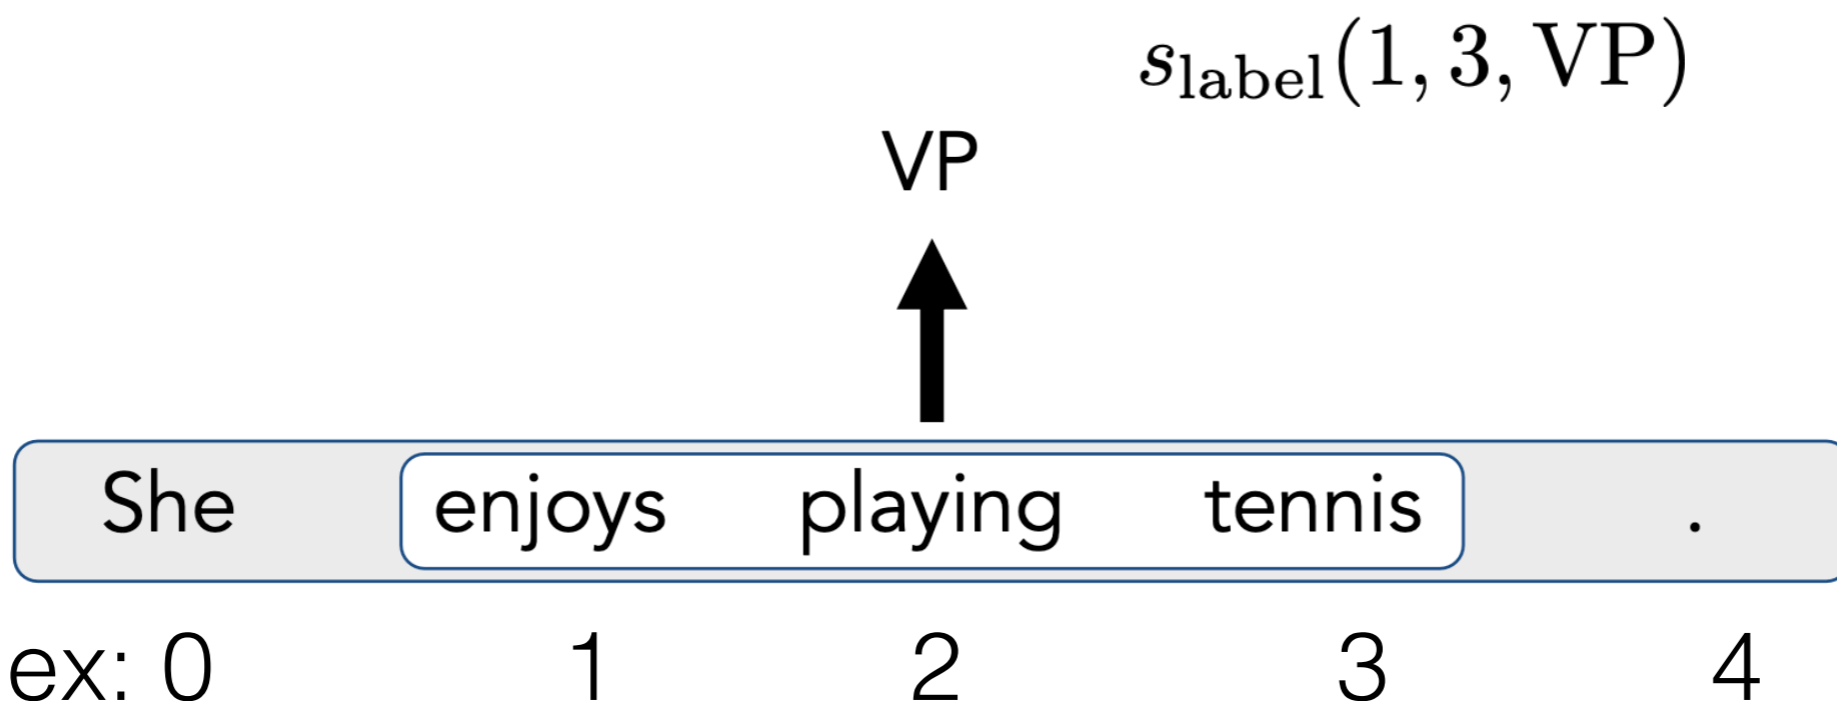 s_label(1, 3, VP)
VP
She enjoys playing tennis .
ex: 0 1 2 3 4